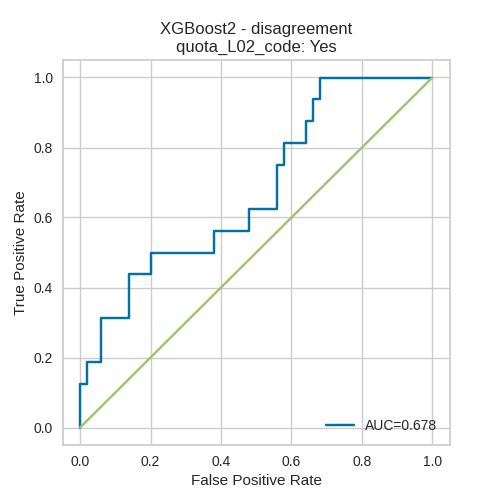 XGBoost2 - disagreement
quota_L02_code: Yes
True Positive Rate
1.0
0.8
0.6
0.4
0.2
0.0
AUC=0.678
0.0 0.2 0.4 0.6 0.8 1.0
False Positive Rate